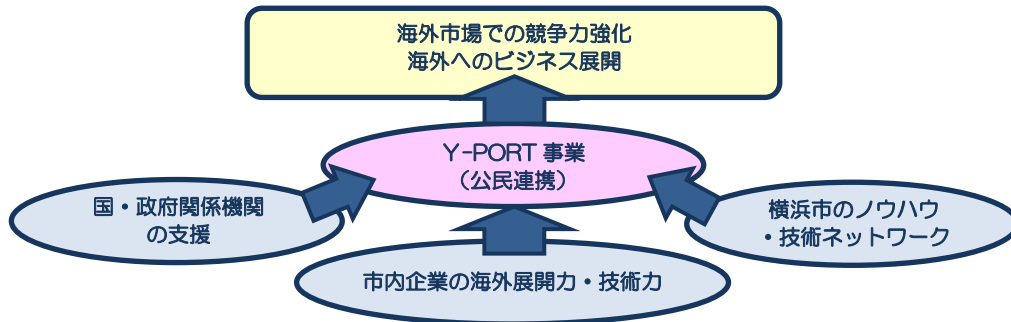 海外市場での競争力強化
海外へのビジネス展開
Y-PORT 事業
（公民連携）
国・政府関係機関
の支援
横浜市のノウハウ
・技術ネットワーク
市内企業の海外展開力・技術力